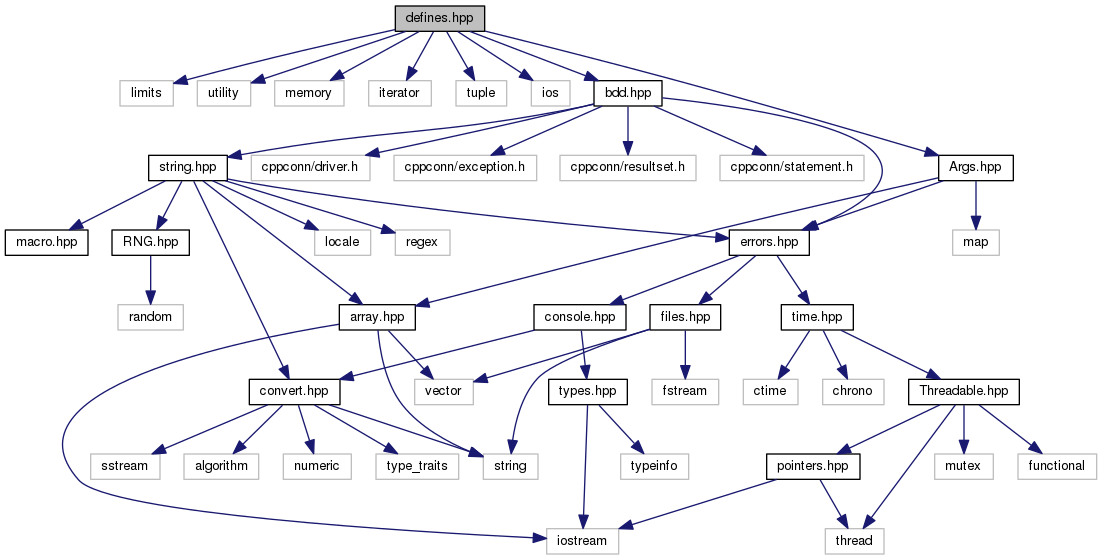 defines.hpp
limits
utility
memory
iterator
tuple
ios
bdd.hpp
string.hpp
cppconn/driver.h
cppconn/exception.h
cppconn/resultset.h
cppconn/statement.h
Args.hpp
macro.hpp
RNG.hpp
locale
regex
errors.hpp
map
random
array.hpp
console.hpp
files.hpp
time.hpp
convert.hpp
vector
types.hpp
fstream
ctime
chrono
Threadable.hpp
sstream
algorithm
numeric
type_traits
string
typeinfo
pointers.hpp
mutex
functional
iostream
thread